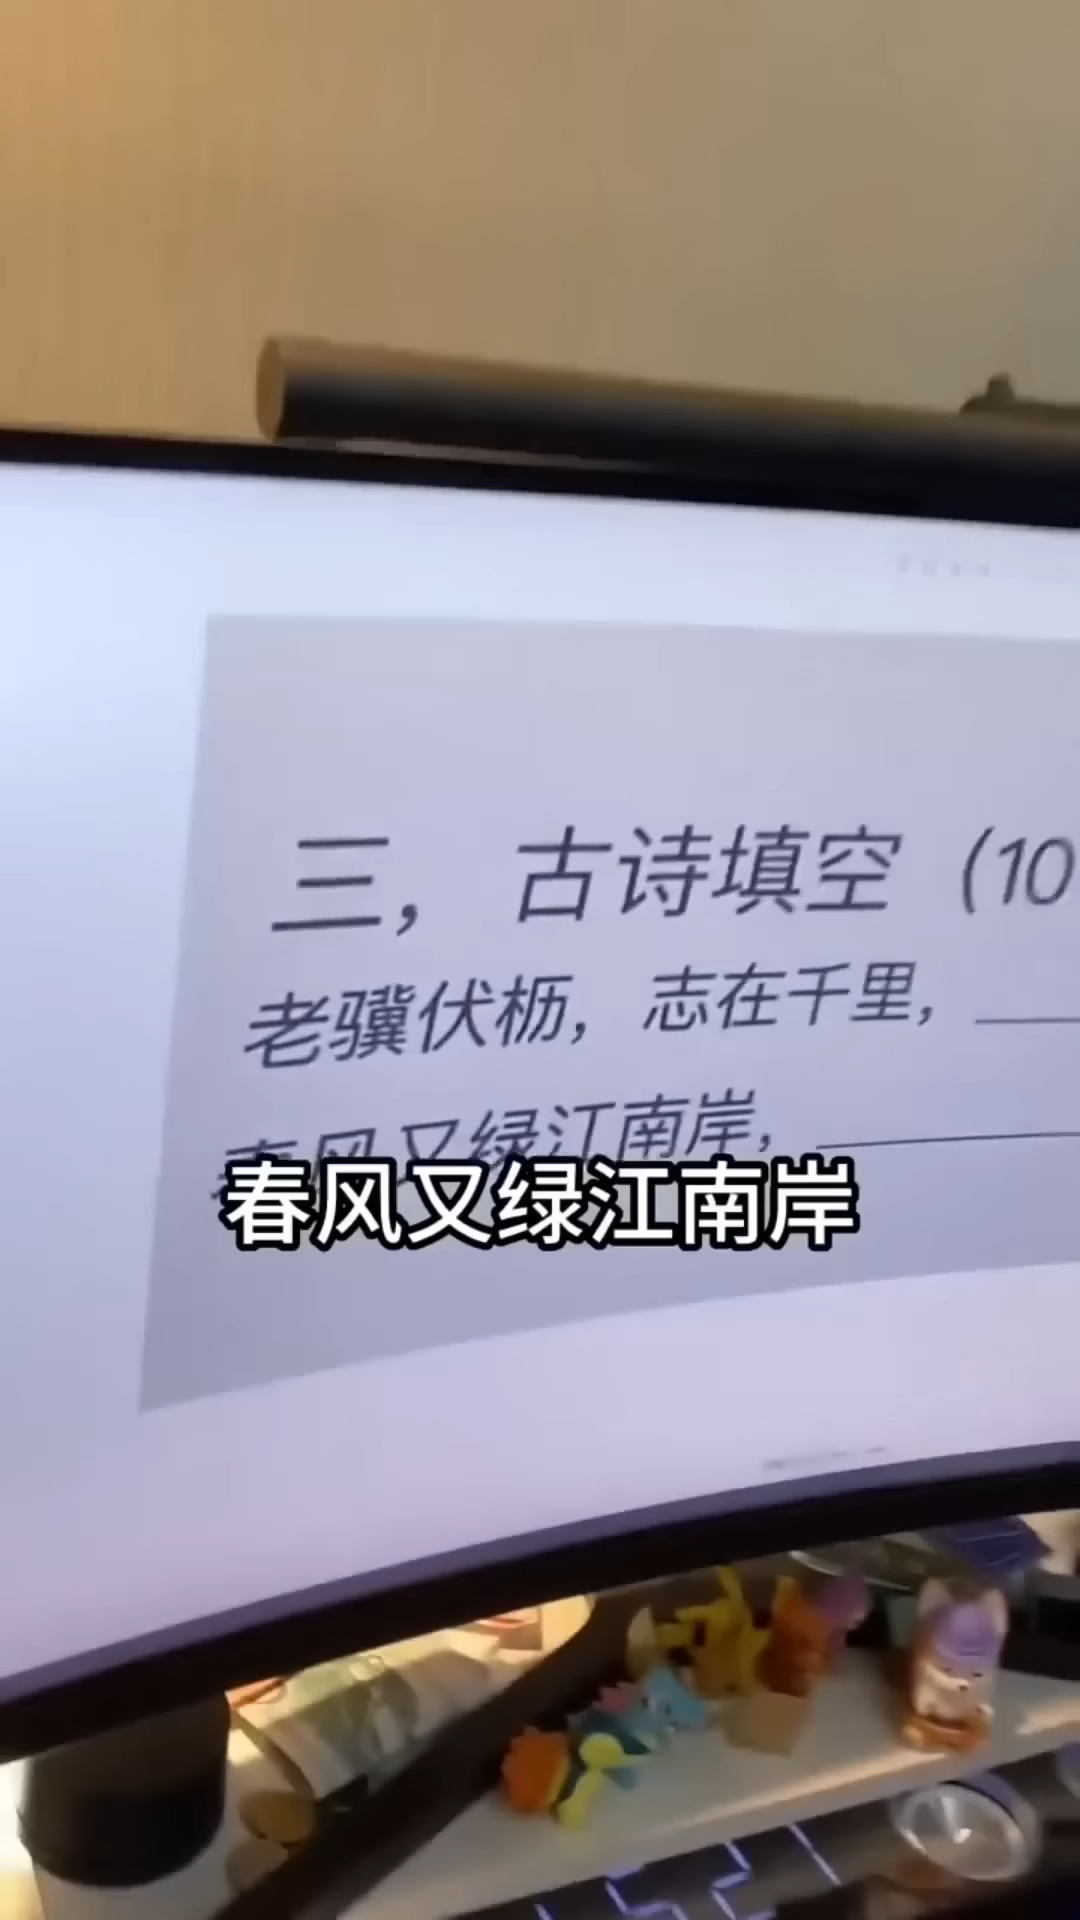 三，古诗填空（10
老骥伏枥，志在千里，
春风又绿江南岸，
春风又绿江南岸